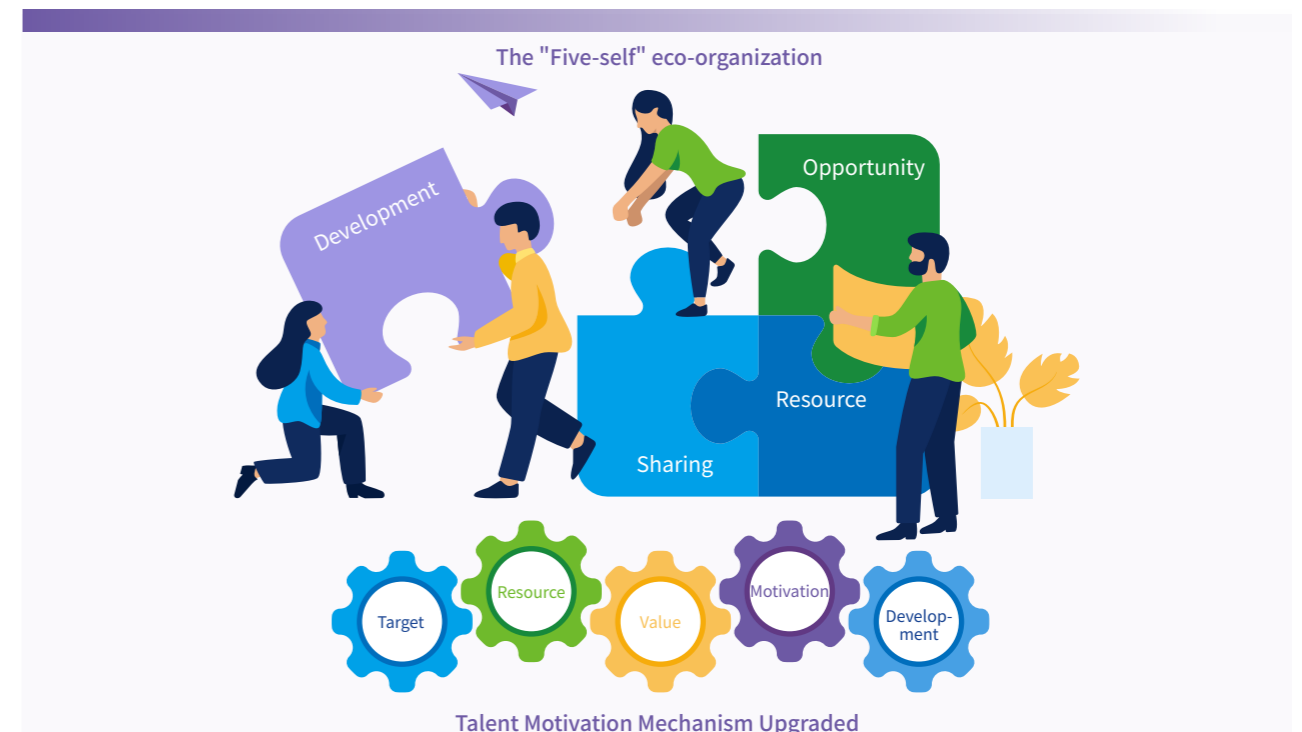 The "Five-self" eco-organization
Opportunity
Development
Resource
Sharing
Target
Resource
Value
Motivation
Develop-
ment
Talent Motivation Mechanism Upgraded